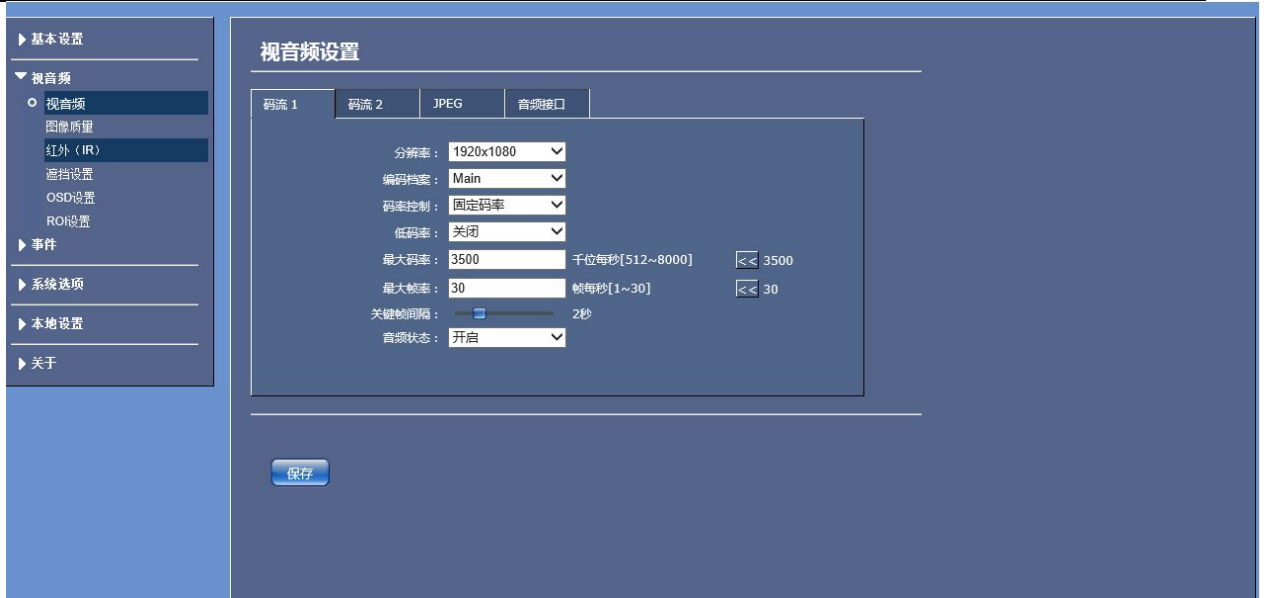 基本设置
视音频
视音频
图像质量
红外（IR）
遮挡设置
OSD设置
ROI设置
事件
系统选项
本地设置
关于
视音频设置
码流 1 码流 2 JPEG 音频接口
分辨率： 1920x1080
编码档案： Main
码率控制： 固定码率
低码率： 关闭
最大码率： 3500 千位每秒[512~8000] << 3500
最大帧率： 30 帧每秒[1~30] << 30
关键帧间隔： 2秒
音频状态： 开启
保存